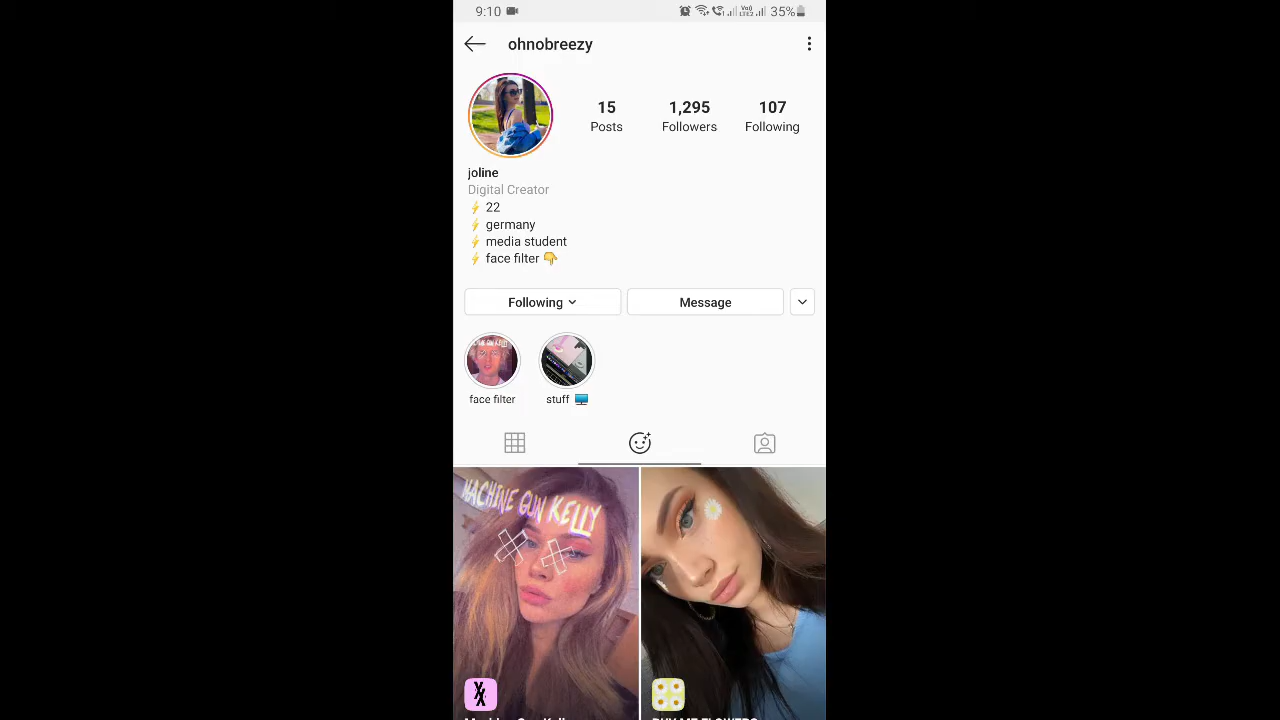 9:10 35%
ohnobreezy
15 1,295 107
Posts Followers Following
joline
Digital Creator
⚡ 22
⚡ germany
⚡ media student
⚡ face filter 👇
Following Message
face filter stuff 🖥️
MACHINE GUN KELLY